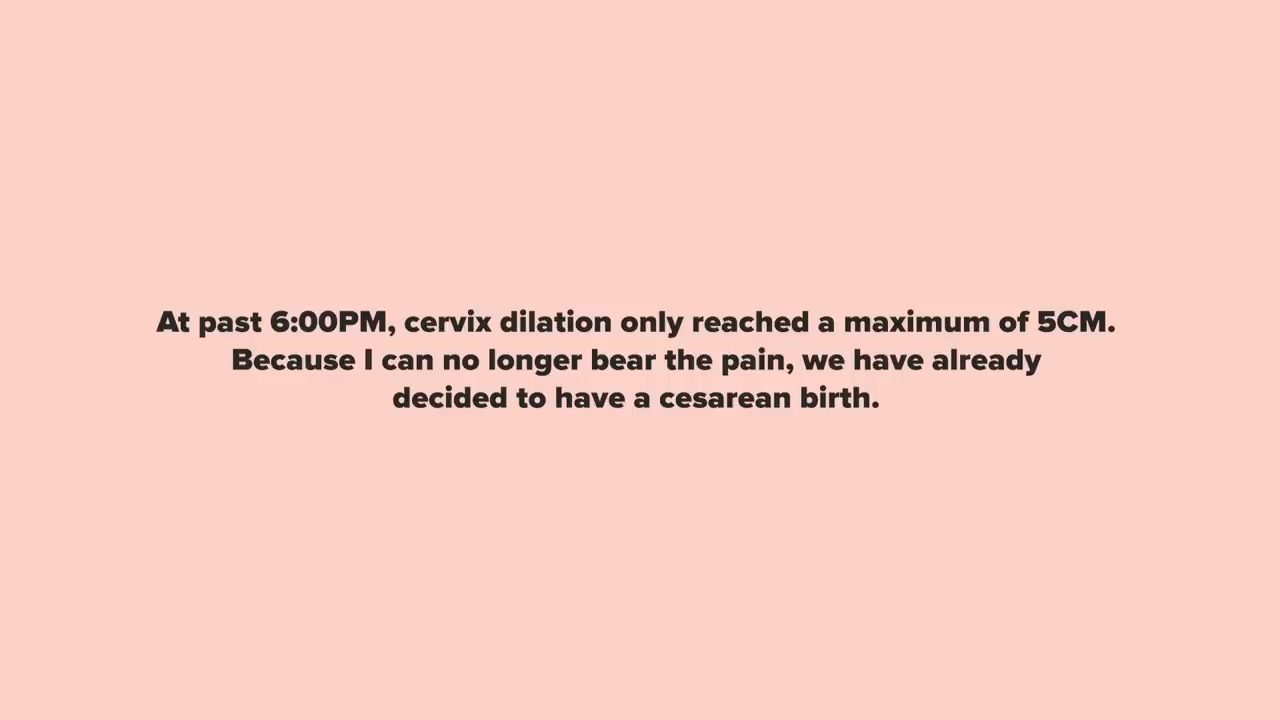 At past 6:00PM, cervix dilation only reached a maximum of 5CM.
Because I can no longer bear the pain, we have already
decided to have a cesarean birth.